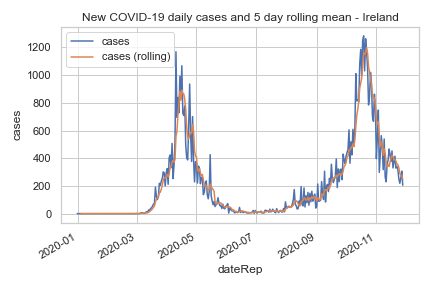 New COVID-19 daily cases and 5 day rolling mean - Ireland
cases
cases (rolling)
1200
1000
800
600
400
200
0
cases
2020-01
2020-03
2020-05
2020-07
2020-09
2020-11
dateRep